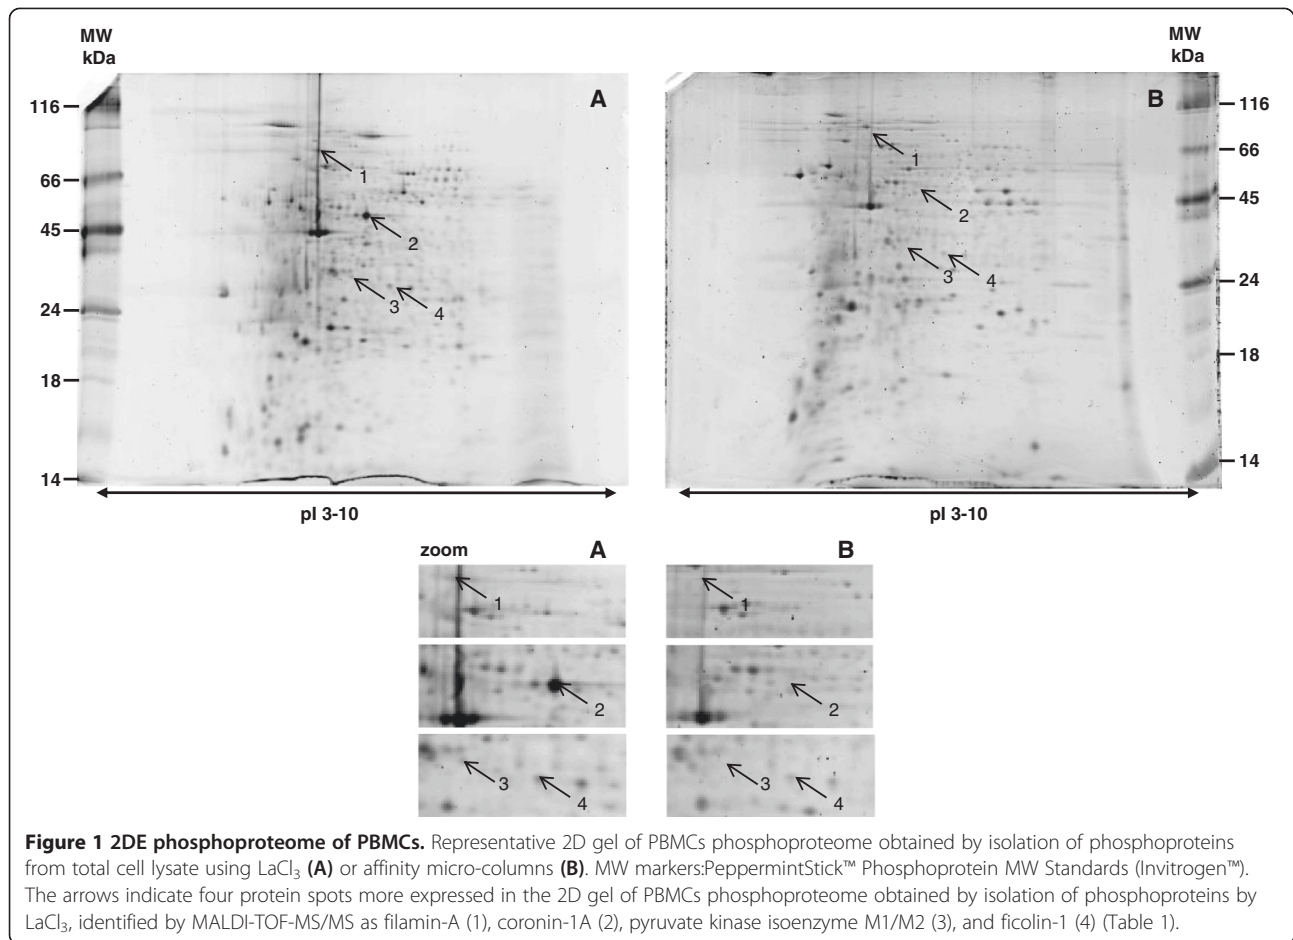 MW
kDa
116
66
45
24
18
14
A
1
2
3
4
pI 3-10
MW
kDa
116
66
45
24
18
14
B
1
2
3
4
pI 3-10
zoom A
1
2
3
4
B
1
2
3
4
Figure 1 2DE phosphoproteome of PBMCs. Representative 2D gel of PBMCs phosphoproteome obtained by isolation of phosphoproteins
from total cell lysate using LaCl₃ (A) or affinity micro-columns (B). MW markers:PeppermintStick™ Phosphoprotein MW Standards (Invitrogen™).
The arrows indicate four protein spots more expressed in the 2D gel of PBMCs phosphoproteome obtained by isolation of phosphoproteins by
LaCl₃, identified by MALDI-TOF-MS/MS as filamin-A (1), coronin-1A (2), pyruvate kinase isoenzyme M1/M2 (3), and ficolin-1 (4) (Table 1).